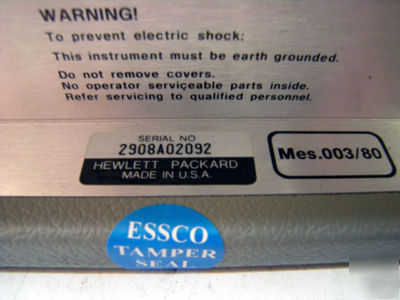 WARNING!
To prevent electric shock:
This instrument must be earth grounded.
Do not remove covers.
No operator serviceable parts inside.
Refer servicing to qualified personnel.
SERIAL NO.
2908A02092
HEWLETT PACKARD
MADE IN U.S.A.
Mes.003/80
ESSCO
TAMPER
SEAL